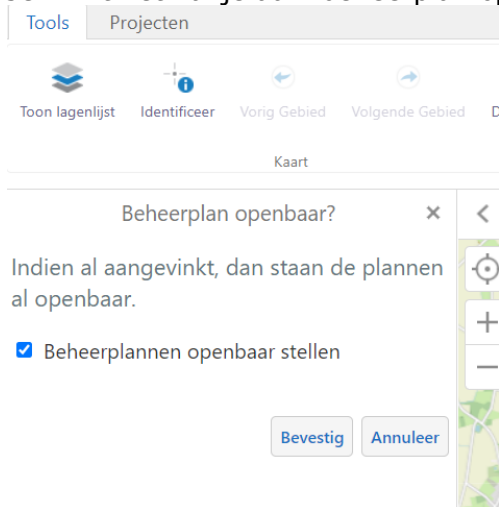 Tools Projecten
Toon lagenlijst Identificeer Vorig Gebied Volgende Gebied
Kaart
Beheerplan openbaar?
Indien al aangevinkt, dan staan de plannen
al openbaar.
Beheerplannen openbaar stellen
Bevestig Annuleer